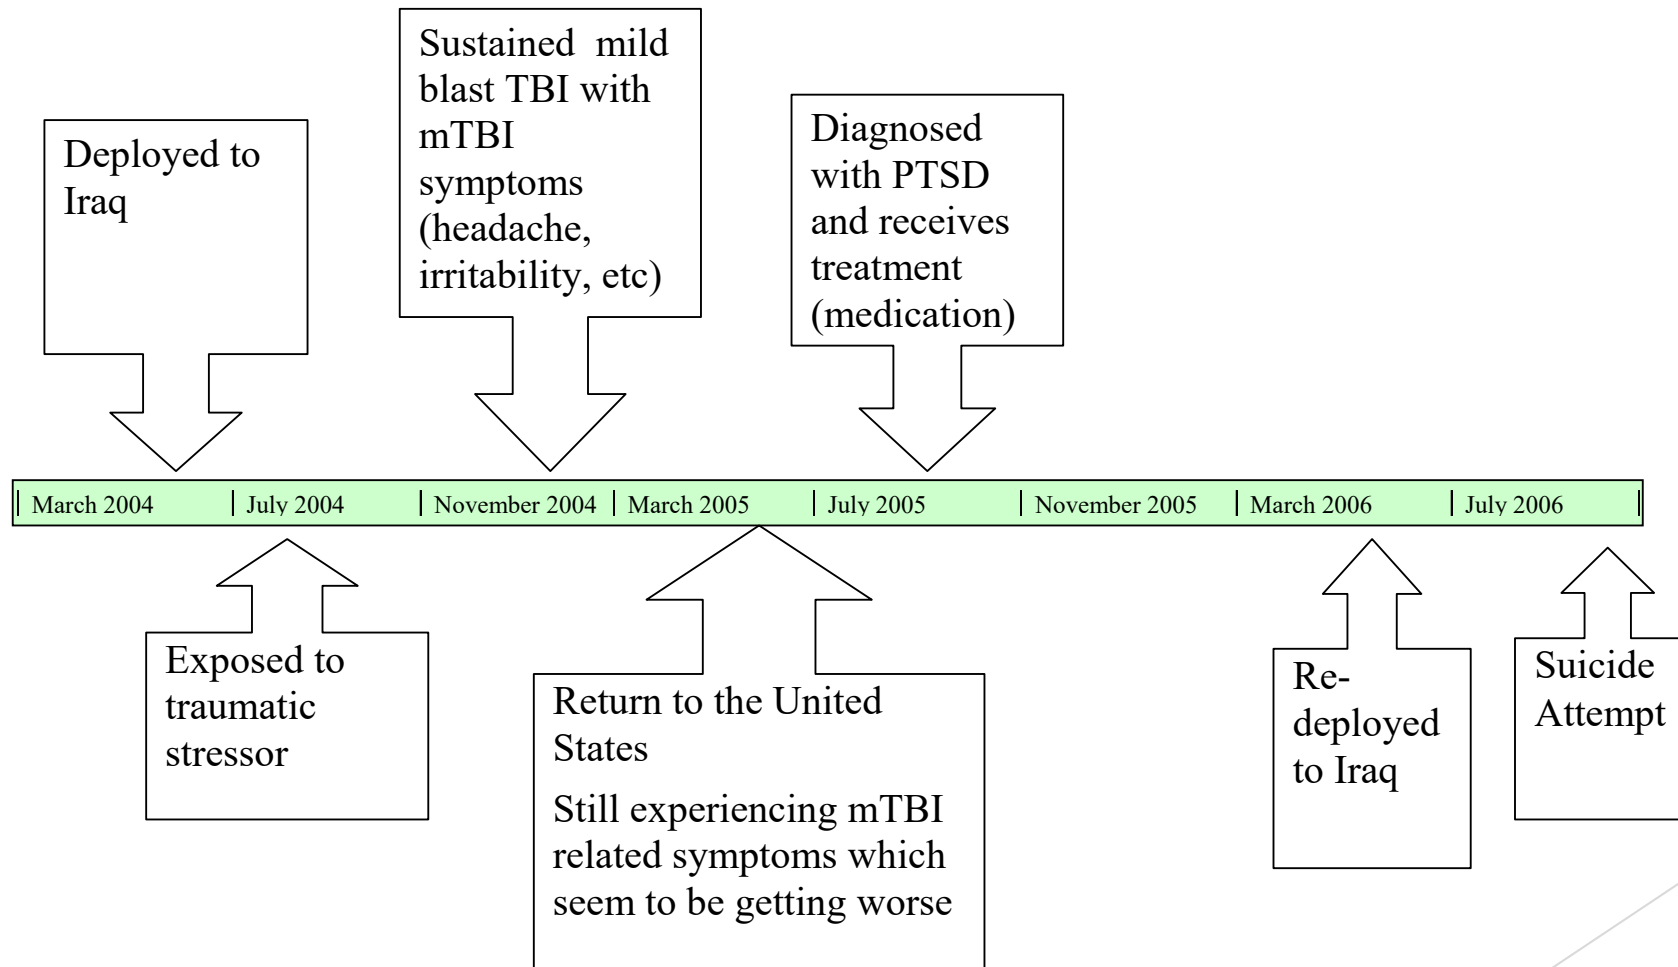 Deployed to
Iraq
Sustained mild
blast TBI with
mTBI
symptoms
(headache,
irritability, etc)
Diagnosed
with PTSD
and receives
treatment
(medication)
March 2004 July 2004 November 2004 March 2005 July 2005 November 2005 March 2006 July 2006
Exposed to
traumatic
stressor
Return to the United
States
Still experiencing mTBI
related symptoms which
seem to be getting worse
Re-
deployed
to Iraq
Suicide
Attempt